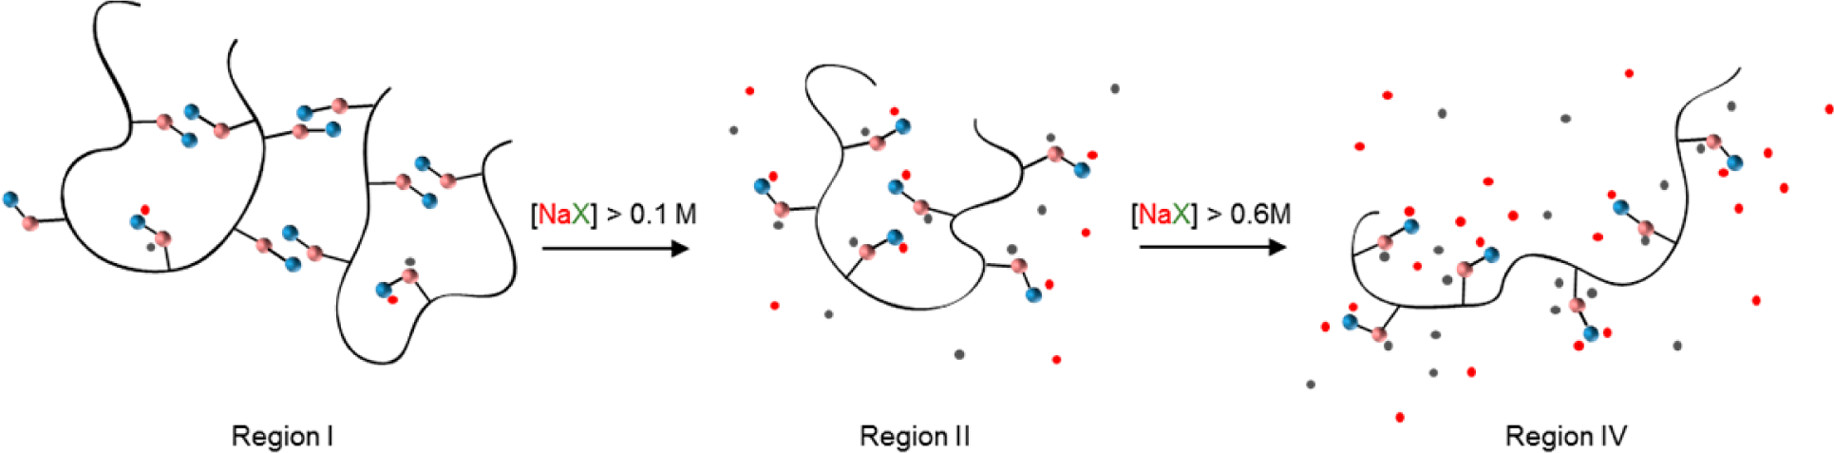 [NaX] > 0.1 M
[NaX] > 0.6M
Region I
Region II
Region IV